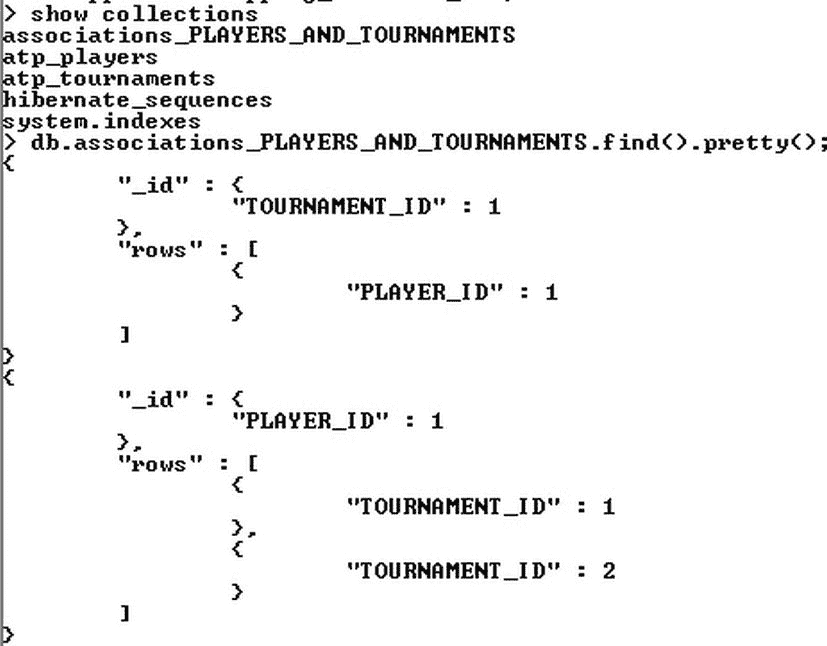 > show collections
associations_PLAYERS_AND_TOURNAMENTS
atp_players
atp_tournaments
hibernate_sequences
system.indexes
> db.associations_PLAYERS_AND_TOURNAMENTS.find().pretty();
{
        "_id" : {
                "TOURNAMENT_ID" : 1
        },
        "rows" : [
                {
                        "PLAYER_ID" : 1
                }
        ]
}
{
        "_id" : {
                "PLAYER_ID" : 1
        },
        "rows" : [
                {
                        "TOURNAMENT_ID" : 1
                },
                {
                        "TOURNAMENT_ID" : 2
                }
        ]
}